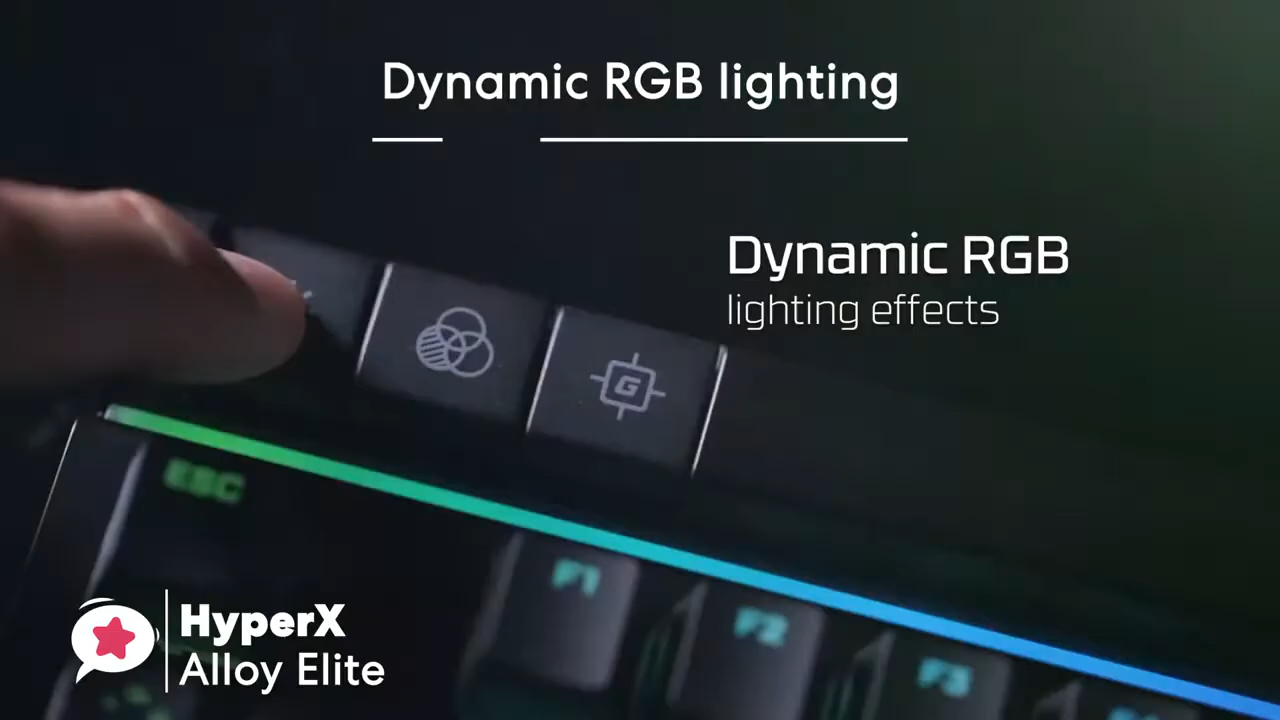 Dynamic RGB lighting
Dynamic RGB
lighting effects
G
ESC
F1
F2
F3
HyperX
Alloy Elite